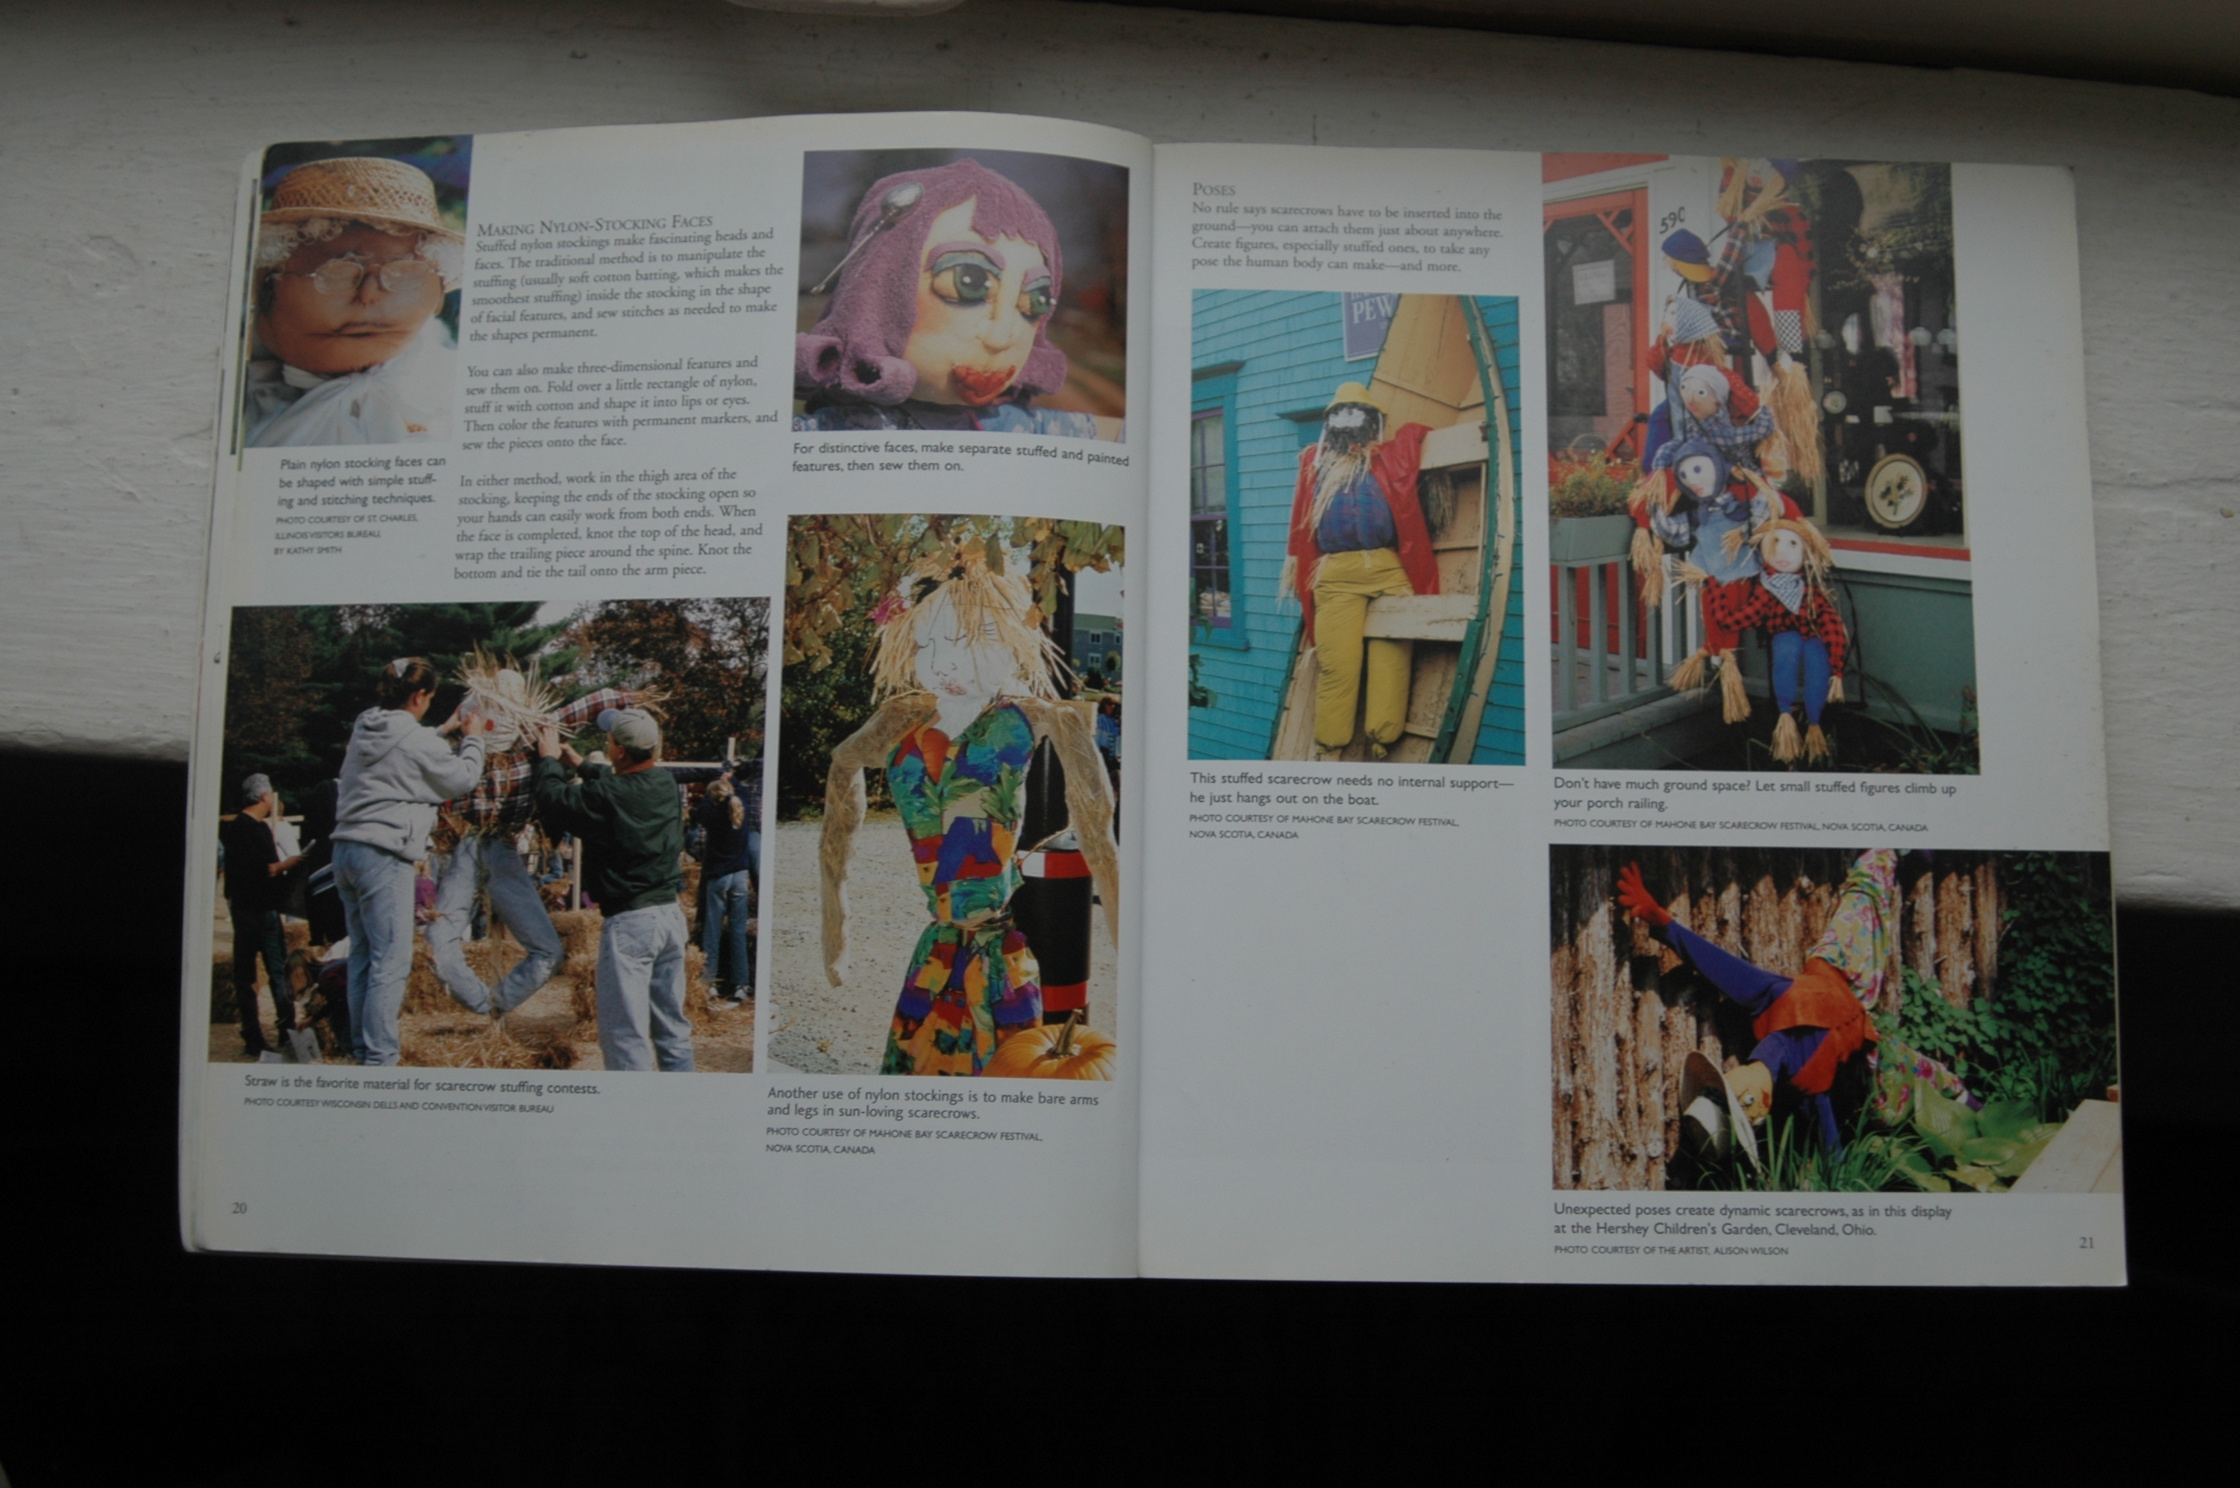 MAKING NYLON-STOCKING FACES
Stuffed nylon stockings make fascinating heads and
faces. The traditional method is to manipulate the
stuffing (usually soft cotton batting, which makes the
smoothest stuffing) inside the stocking in the shape
of facial features, and sew stitches as needed to make
the shapes permanent.
You can also make three-dimensional features and
sew them on. Fold over a little rectangle of nylon,
stuff it with cotton and shape it into lips or eyes.
Then color the features with permanent markers, and
sew the pieces onto the face.
In either method, work in the thigh area of the
stocking, keeping the ends of the stocking open so
your hands can easily work from both ends. When
the face is completed, knot the top of the head, and
wrap the trailing piece around the spine. Knot the
bottom and tie the tail onto the arm piece.
Plain nylon stocking faces can
be shaped with simple stuff-
ing and stitching techniques.
PHOTO COURTESY OF ST. CHARLES,
ILLINOIS VISITORS BUREAU,
BY KATHY SMITH
For distinctive faces, make separate stuffed and painted
features, then sew them on.
Straw is the favorite material for scarecrow stuffing contests.
PHOTO COURTESY WISCONSIN DELLS AND CONVENTION VISITOR BUREAU
Another use of nylon stockings is to make bare arms
and legs in sun-loving scarecrows.
PHOTO COURTESY OF MAHONE BAY SCARECROW FESTIVAL,
NOVA SCOTIA, CANADA
20
POSES
No rule says scarecrows have to be inserted into the
ground—you can attach them just about anywhere.
Create figures, especially stuffed ones, to take any
pose the human body can make—and more.
PEW
590
This stuffed scarecrow needs no internal support—
he just hangs out on the boat.
PHOTO COURTESY OF MAHONE BAY SCARECROW FESTIVAL,
NOVA SCOTIA, CANADA
Don't have much ground space? Let small stuffed figures climb up
your porch railing.
PHOTO COURTESY OF MAHONE BAY SCARECROW FESTIVAL, NOVA SCOTIA, CANADA
Unexpected poses create dynamic scarecrows, as in this display
at the Hershey Children's Garden, Cleveland, Ohio.
PHOTO COURTESY OF THE ARTIST, ALISON WILSON
21